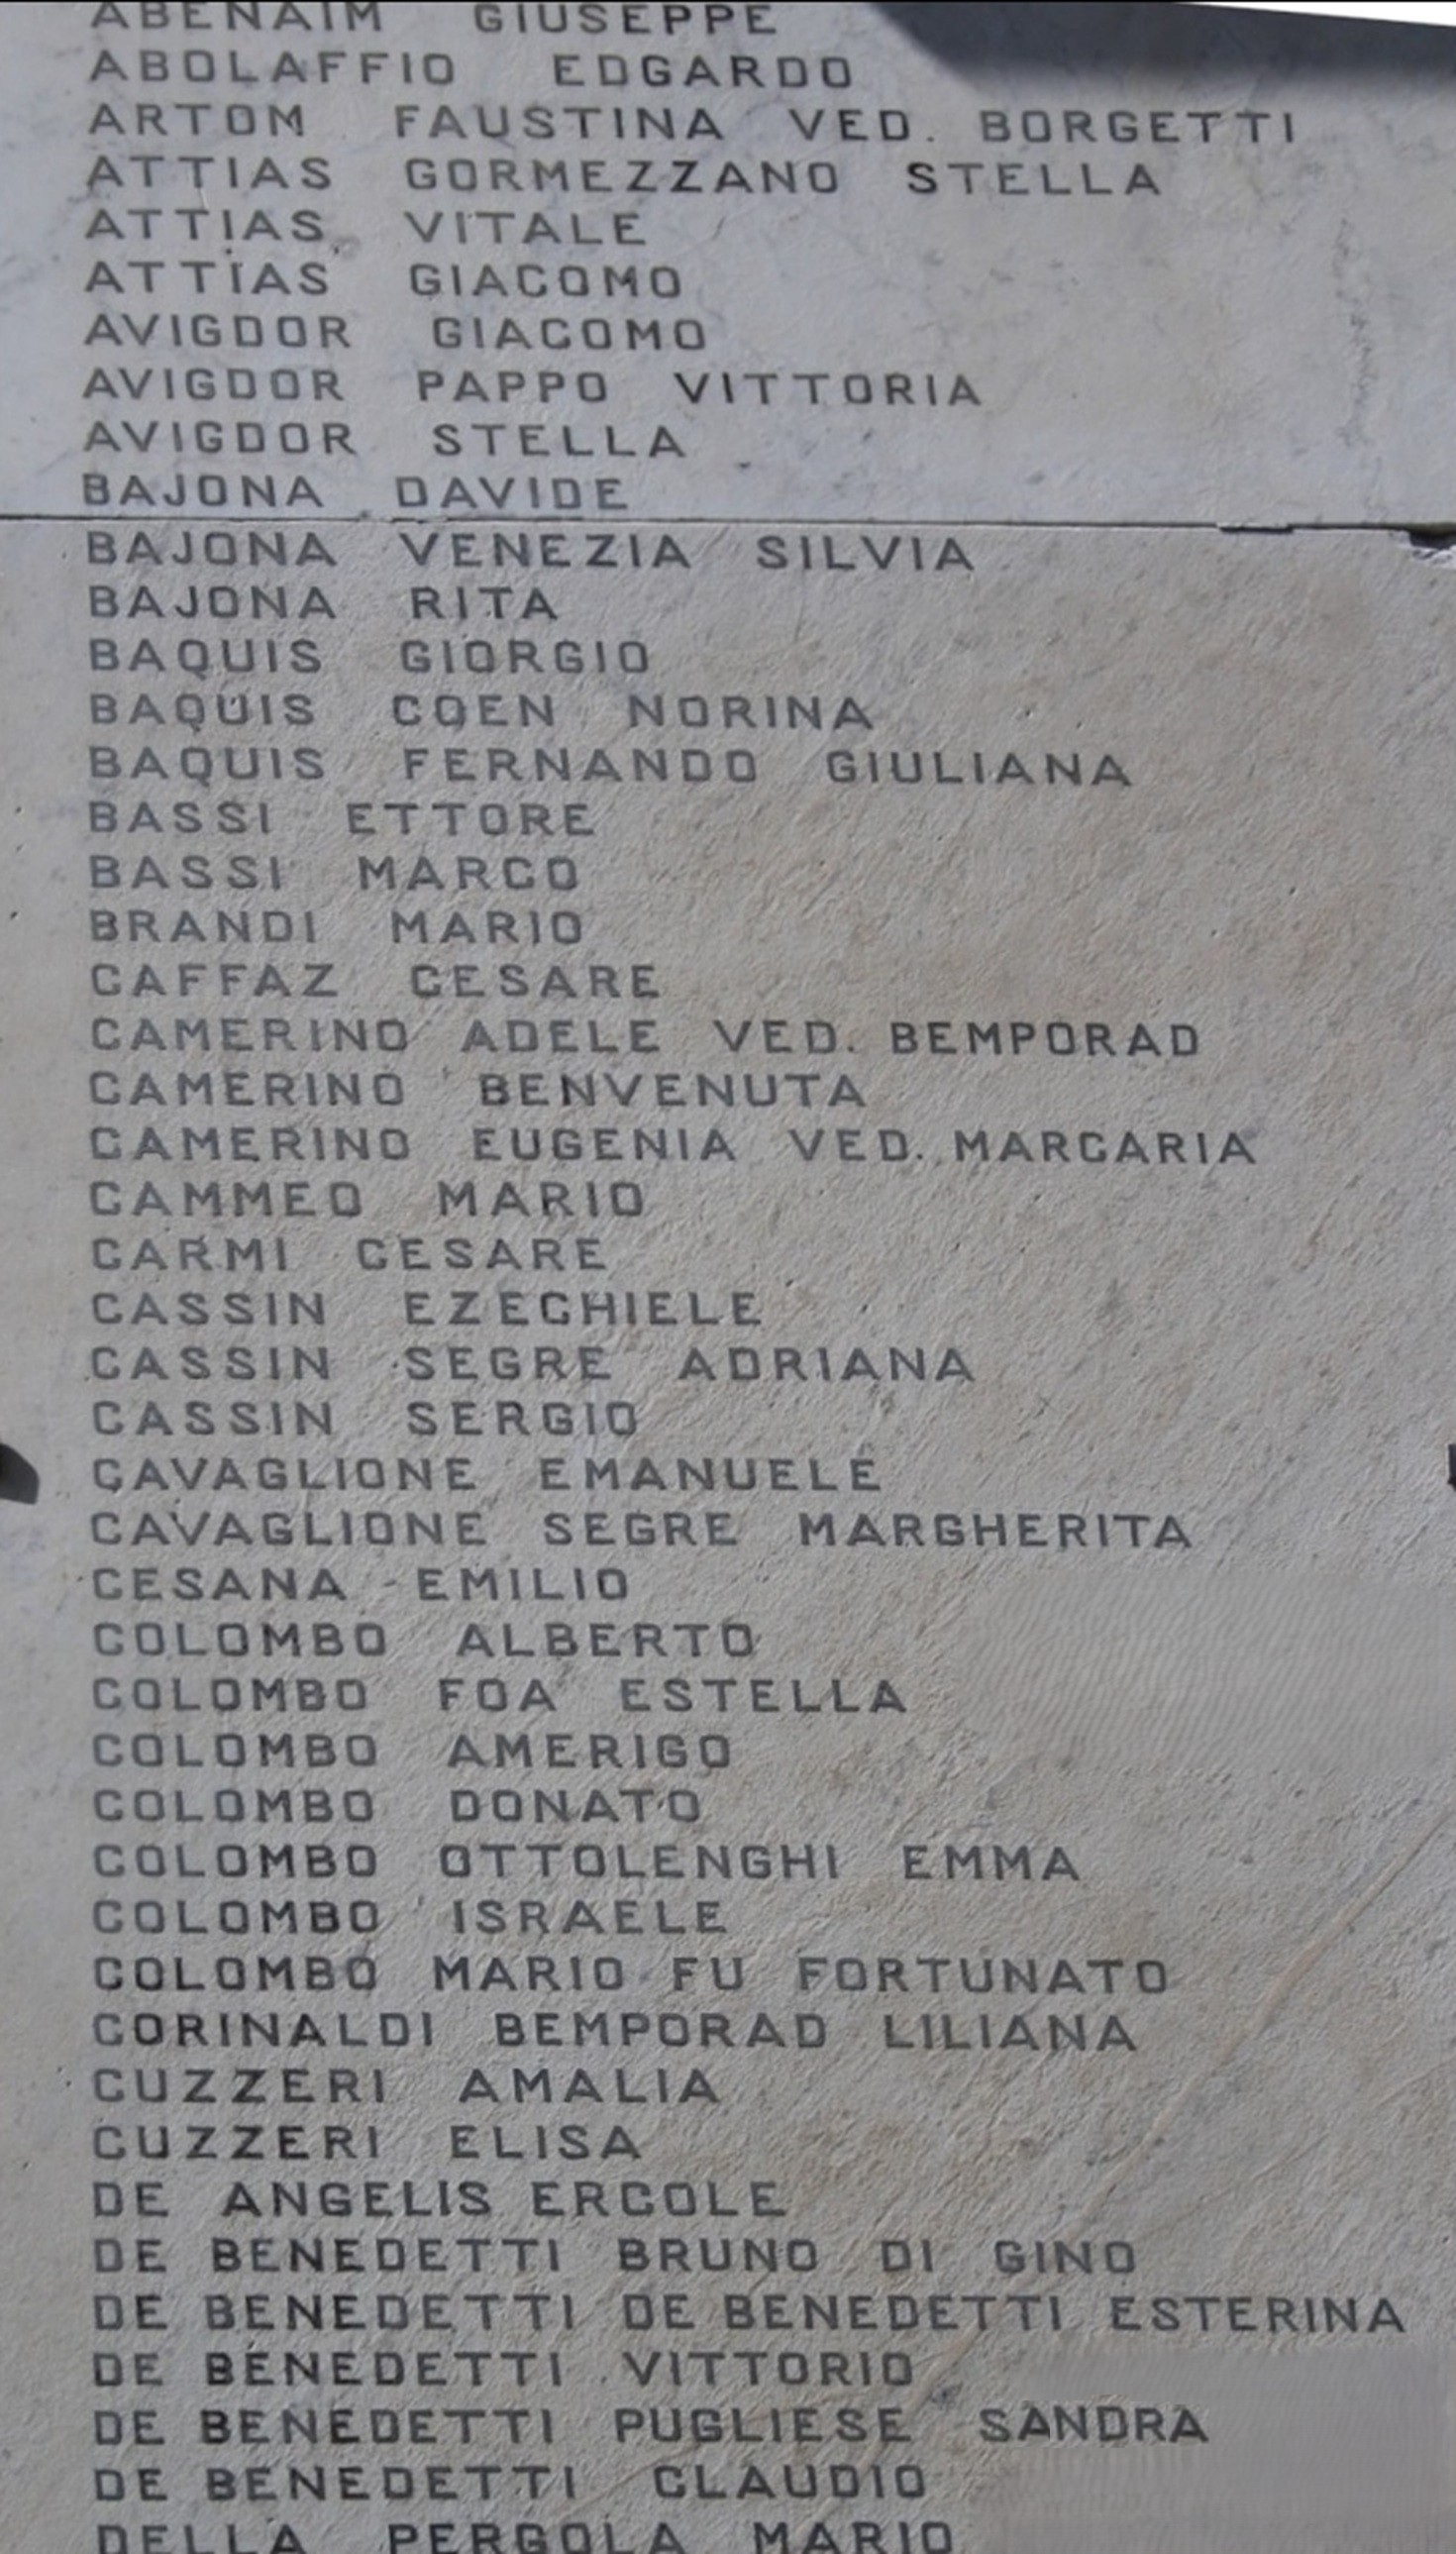 ABENAIM GIUSEPPE
ABOLAFFIO EDGARDO
ARTOM FAUSTINA VED. BORGETTI
ATTIAS GORMEZZANO STELLA
ATTIAS VITALE
ATTIAS GIACOMO
AVIGDOR GIACOMO
AVIGDOR PAPPO VITTORIA
AVIGDOR STELLA
BAJONA DAVIDE
BAJONA VENEZIA SILVIA
BAJONA RITA
BAQUIS GIORGIO
BAQUIS COEN NORINA
BAQUIS FERNANDO GIULIANA
BASSI ETTORE
BASSI MARCO
BRANDI MARIO
CAFFAZ CESARE
CAMERINO ADELE VED. BEMPORAD
CAMERINO BENVENUTA
CAMERINO EUGENIA VED. MARCARIA
CAMMEO MARIO
CARMI CESARE
CASSIN EZECHIELE
CASSIN SEGRE ADRIANA
CASSIN SERGIO
CAVAGLIONE EMANUELE
CAVAGLIONE SEGRE MARGHERITA
CESANA EMILIO
COLOMBO ALBERTO
COLOMBO FOA ESTELLA
COLOMBO AMERIGO
COLOMBO DONATO
COLOMBO OTTOLENGHI EMMA
COLOMBO ISRAELE
COLOMBO MARIO FU FORTUNATO
CORINALDI BEMPORAD LILIANA
CUZZERI AMALIA
CUZZERI ELISA
DE ANGELIS ERCOLE
DE BENEDETTI BRUNO DI GINO
DE BENEDETTI DE BENEDETTI ESTERINA
DE BENEDETTI VITTORIO
DE BENEDETTI PUGLIESE SANDRA
DE BENEDETTI CLAUDIO
DELLA PERGOLA MARIO